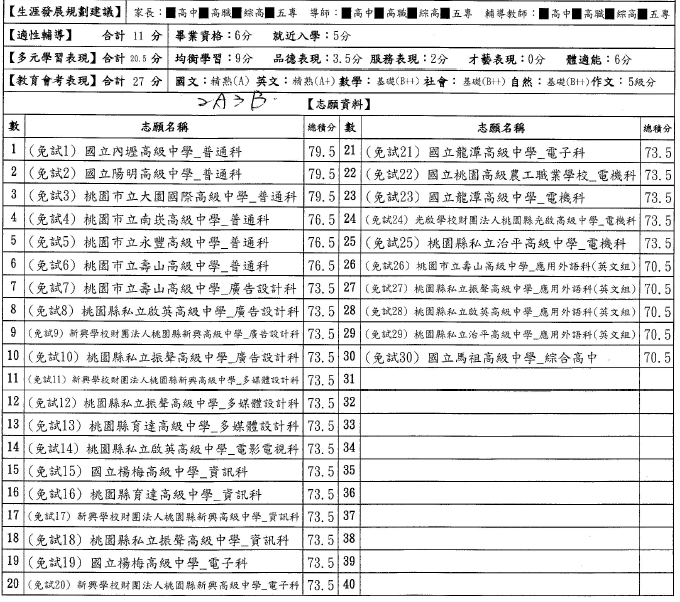 【生涯發展規劃建議】 家長：■高中■高職■綜高■五專 導師：■高中■高職■綜高■五專 輔導教師：■高中■高職■綜高■五專
【適性輔導】 合計 11 分 畢業資格：6分 就近入學：5分
【多元學習表現】合計 20.5 分 均衡學習：9分 品德表現：3.5分 服務表現：2分 才藝表現：0分 體適能：6分
【教育會考表現】合計 27 分 國文：精熟(A) 英文：精熟(A+) 數學：基礎(B++) 社會：基礎(B++) 自然：基礎(B++) 作文：5級分
2A3B.
【志願資料】
數 志願名稱 總積分 數 志願名稱 總積分
1 (免試1) 國立內壢高級中學_普通科 79.5 21 (免試21) 國立龍潭高級中學_電子科 73.5
2 (免試2) 國立陽明高級中學_普通科 79.5 22 (免試22) 國立桃園高級農工職業學校_電機科 73.5
3 (免試3) 桃園市立大園國際高級中學_普通科 79.5 23 (免試23) 國立龍潭高級中學_電機科 73.5
4 (免試4) 桃園市立南崁高級中學_普通科 76.5 24 (免試24) 光啟學校財團法人桃園縣光啟高級中學_電機科 73.5
5 (免試5) 桃園市立永豐高級中學_普通科 76.5 25 (免試25) 桃園縣私立治平高級中學_電機科 73.5
6 (免試6) 桃園市立壽山高級中學_普通科 76.5 26 (免試26) 桃園市立壽山高級中學_應用外語科(英文組) 70.5
7 (免試7) 桃園市立壽山高級中學_廣告設計科 73.5 27 (免試27) 桃園縣私立振聲高級中學_應用外語科(英文組) 70.5
8 (免試8) 桃園縣私立啟英高級中學_廣告設計科 73.5 28 (免試28) 桃園縣私立啟英高級中學_應用外語科(英文組) 70.5
9 (免試9) 新興學校財團法人桃園縣新興高級中學_廣告設計科 73.5 29 (免試29) 桃園縣私立治平高級中學_應用外語科(英文組) 70.5
10 (免試10) 桃園縣私立振聲高級中學_廣告設計科 73.5 30 (免試30) 國立馬祖高級中學_綜合高中 70.5
11 (免試11) 新興學校財團法人桃園縣新興高級中學_多媒體設計科 73.5 31
12 (免試12) 桃園縣私立振聲高級中學_多媒體設計科 73.5 32
13 (免試13) 桃園縣育達高級中學_多媒體設計科 73.5 33
14 (免試14) 桃園縣私立啟英高級中學_電影電視科 73.5 34
15 (免試15) 國立楊梅高級中學_資訊科 73.5 35
16 (免試16) 桃園縣育達高級中學_資訊科 73.5 36
17 (免試17) 新興學校財團法人桃園縣新興高級中學_資訊科 73.5 37
18 (免試18) 桃園縣私立振聲高級中學_資訊科 73.5 38
19 (免試19) 國立楊梅高級中學_電子科 73.5 39
20 (免試20) 新興學校財團法人桃園縣新興高級中學_電子科 73.5 40